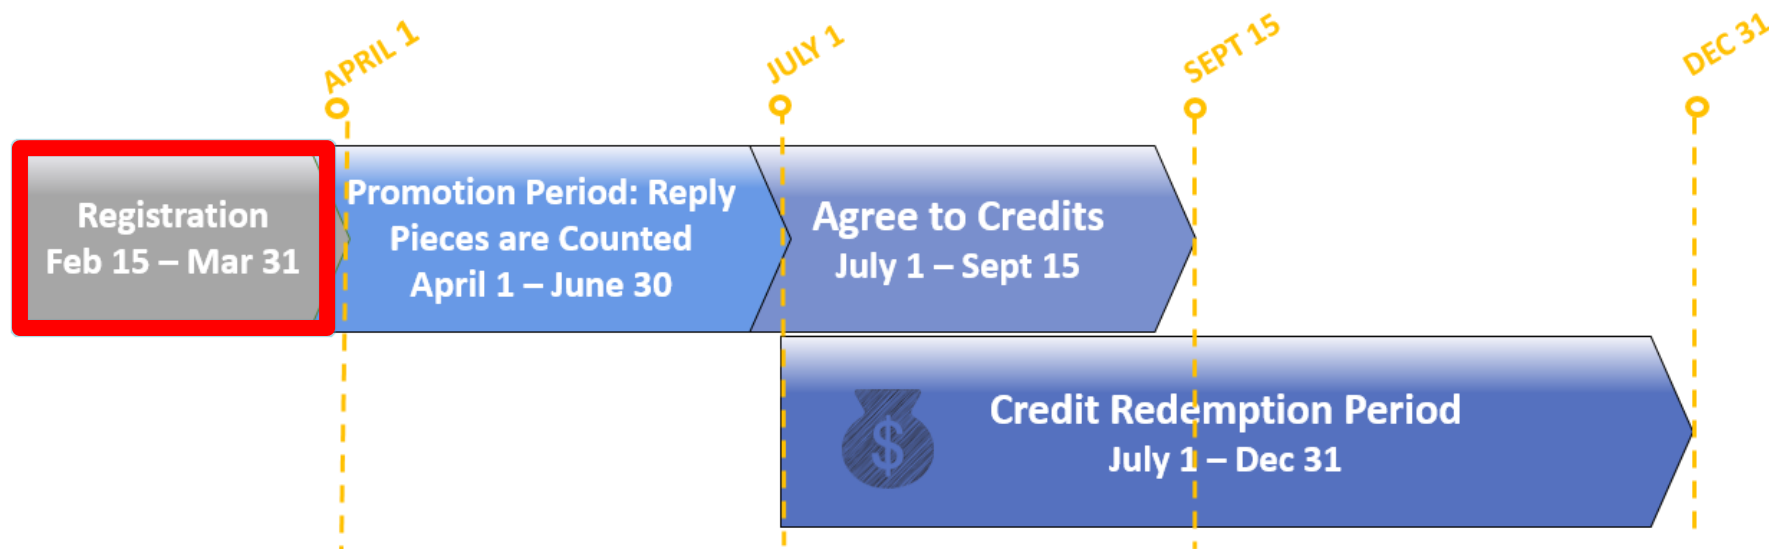 APRIL 1
JULY 1
SEPT 15
DEC 31
Registration
Feb 15 – Mar 31
Promotion Period: Reply
Pieces are Counted
April 1 – June 30
Agree to Credits
July 1 – Sept 15
$
Credit Redemption Period
July 1 – Dec 31